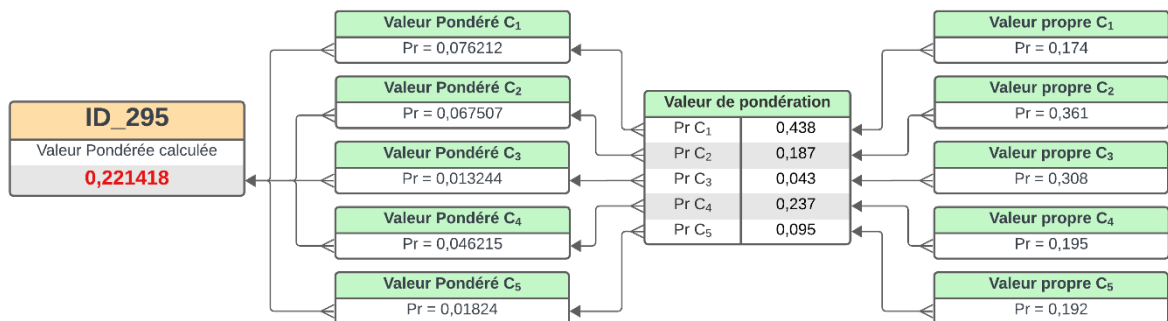 ID_295
Valeur Pondérée calculée
0,221418
Valeur Pondéré C₁
Pr = 0,076212
Valeur Pondéré C₂
Pr = 0,067507
Valeur Pondéré C₃
Pr = 0,013244
Valeur Pondéré C₄
Pr = 0,046215
Valeur Pondéré C₅
Pr = 0,01824
Valeur de pondération
Pr C₁ 0,438
Pr C₂ 0,187
Pr C₃ 0,043
Pr C₄ 0,237
Pr C₅ 0,095
Valeur propre C₁
Pr = 0,174
Valeur propre C₂
Pr = 0,361
Valeur propre C₃
Pr = 0,308
Valeur propre C₄
Pr = 0,195
Valeur propre C₅
Pr = 0,192